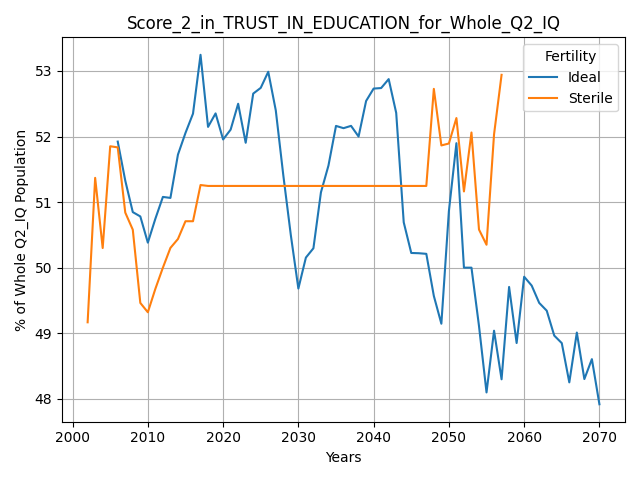 Score_2_in_TRUST_IN_EDUCATION_for_Whole_Q2_IQ
Fertility
Ideal
Sterile
% of Whole Q2_IQ Population
53
52
51
50
49
48
2000 2010 2020 2030 2040 2050 2060 2070
Years